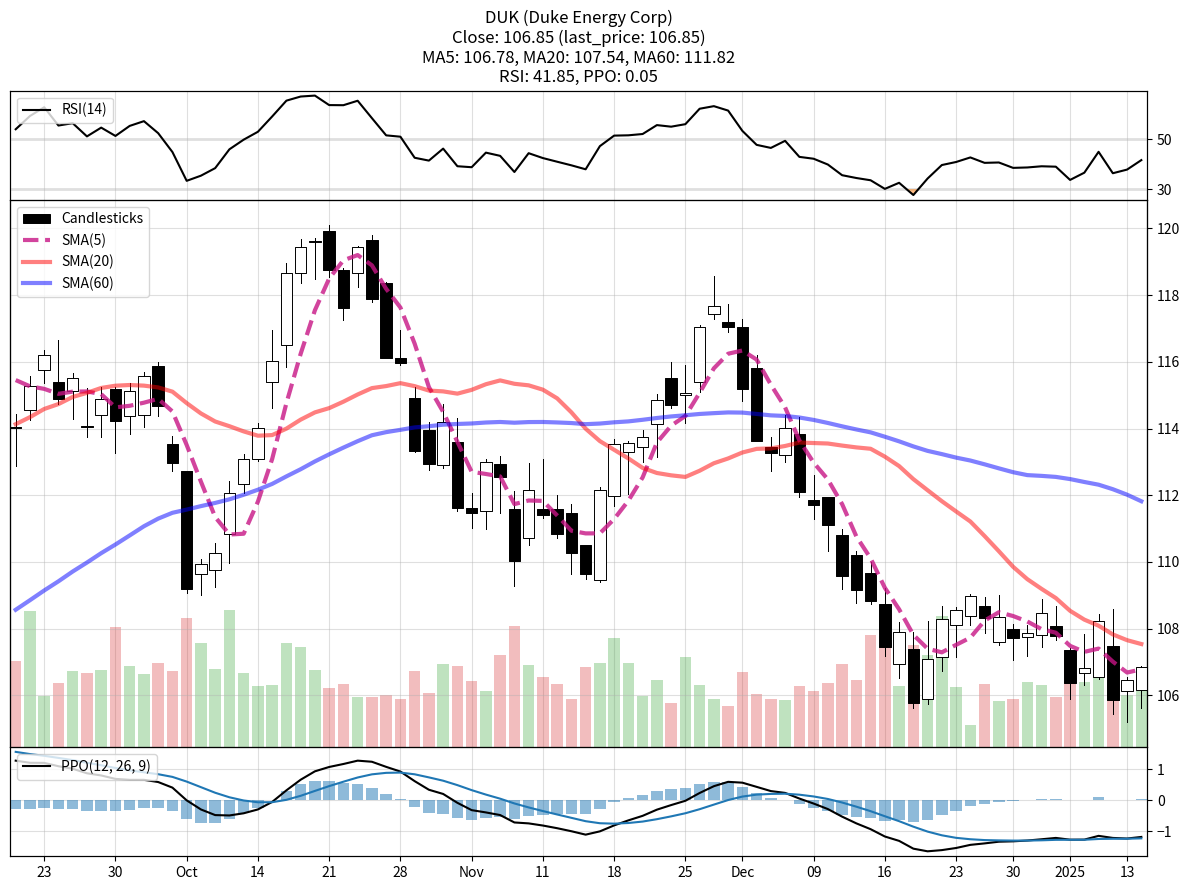 DUK (Duke Energy Corp)
Close: 106.85 (last_price: 106.85)
MA5: 106.78, MA20: 107.54, MA60: 111.82
RSI: 41.85, PPO: 0.05
RSI(14)
50
30
Candlesticks
SMA(5)
SMA(20)
SMA(60)
120
118
116
114
112
110
108
106
PPO(12, 26, 9)
1
0
−1
23 30 Oct 14 21 28 Nov 11 18 25 Dec 09 16 23 30 2025 13